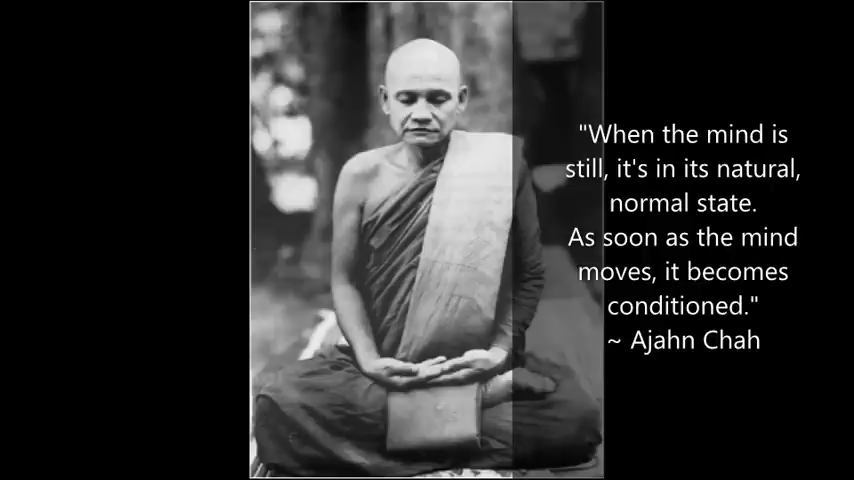 "When the mind is
still, it's in its natural,
normal state.
As soon as the mind
moves, it becomes
conditioned."
~ Ajahn Chah